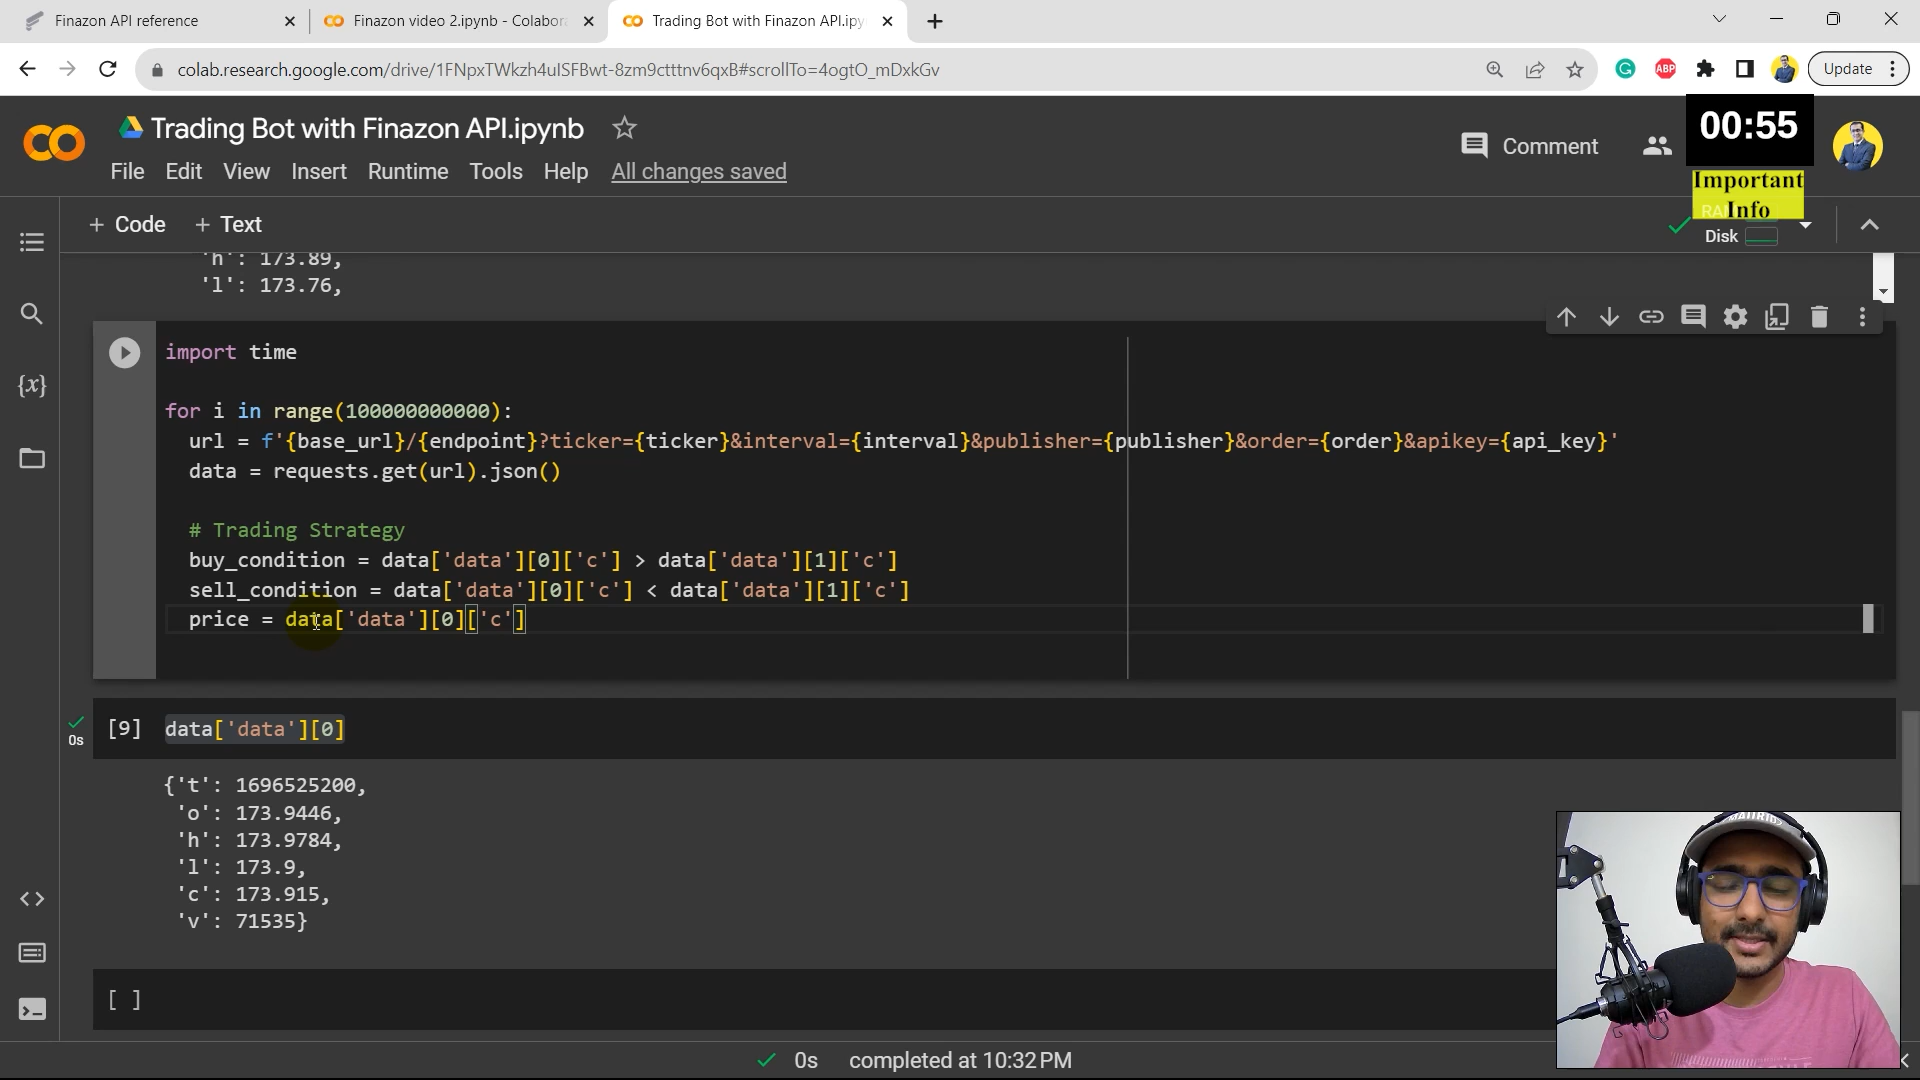 Finazon API reference
Finazon video 2.ipynb - Colabor
Trading Bot with Finazon API.ipy
colab.research.google.com/drive/1FNpxTWkzh4uISFBwt-8zm9ctttnv6qxB#scrollTo=4ogtO_mDxkGv
ABP
Update
Trading Bot with Finazon API.ipynb
Comment
00:55
File Edit View Insert Runtime Tools Help All changes saved
Important
Info
+ Code + Text
RAM
Disk
'h': 173.89,
'l': 173.76,
import time
for i in range(100000000000):
url = f'{base_url}/{endpoint}?ticker={ticker}&interval={interval}&publisher={publisher}&order={order}&apikey={api_key}'
data = requests.get(url).json()
# Trading Strategy
buy_condition = data['data'][0]['c'] > data['data'][1]['c']
sell_condition = data['data'][0]['c'] < data['data'][1]['c']
price = data['data'][0]['c']
0s
[9] data['data'][0]
{'t': 1696525200,
'o': 173.9446,
'h': 173.9784,
'l': 173.9,
'c': 173.915,
'v': 71535}
[ ]
0s completed at 10:32 PM